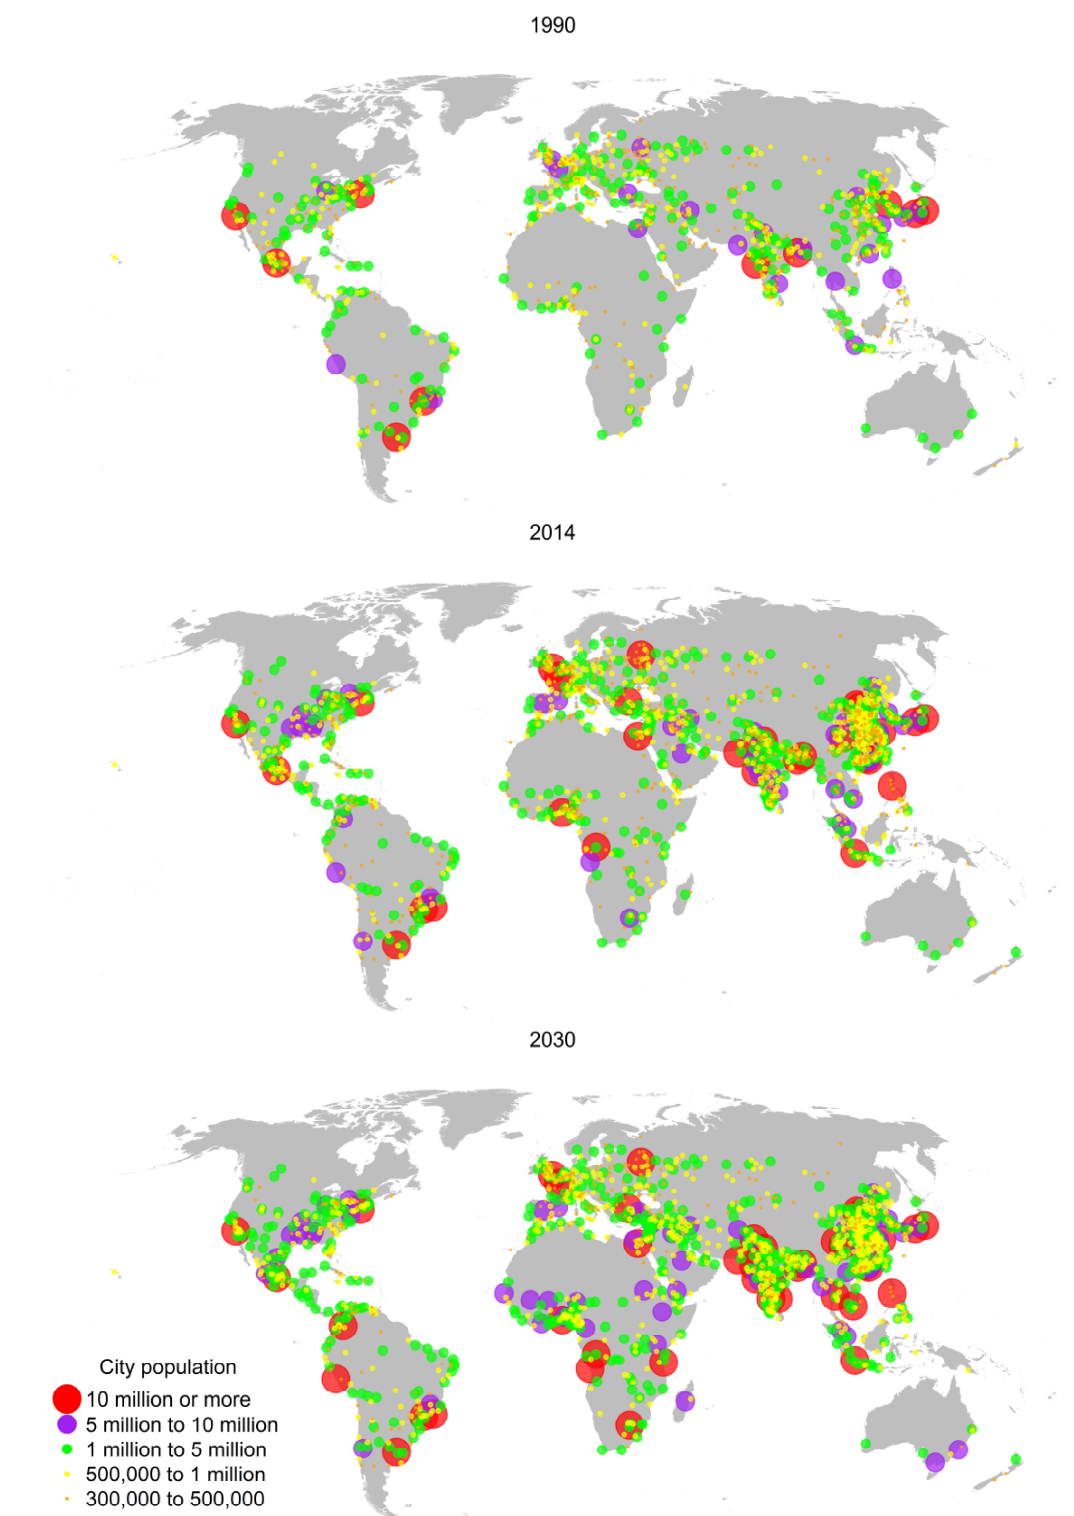 1990
2014
2030
City population
10 million or more
5 million to 10 million
1 million to 5 million
500,000 to 1 million
300,000 to 500,000